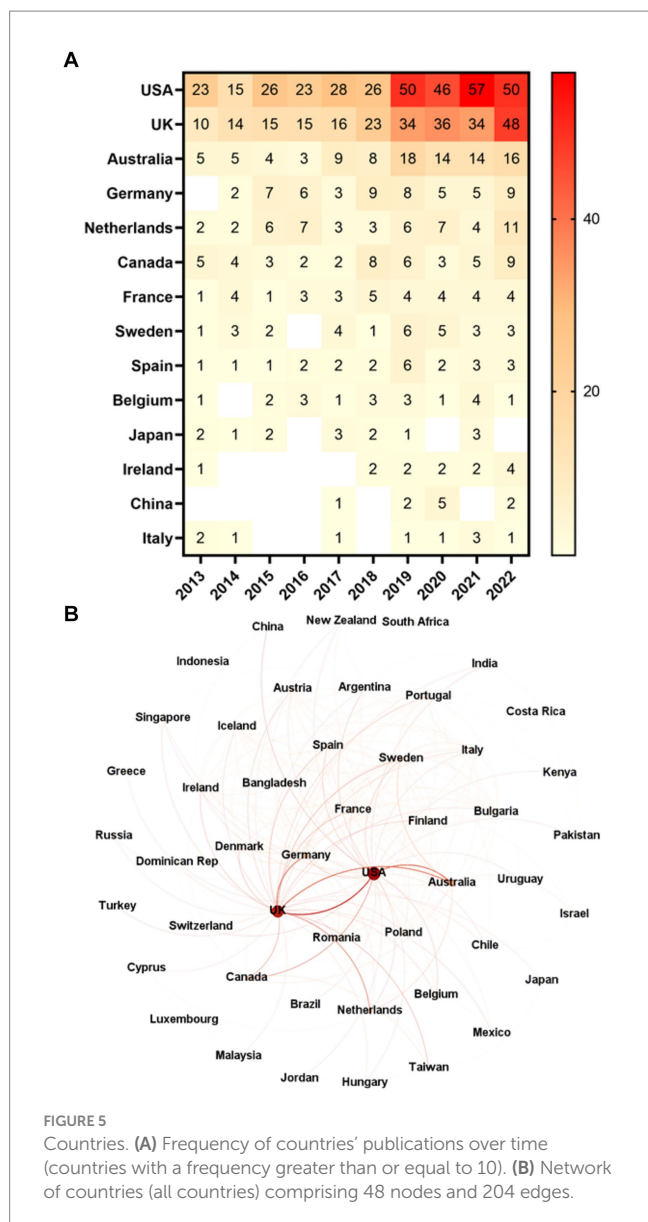 A
USA 23 15 26 23 28 26 50 46 57 50
UK 10 14 15 15 16 23 34 36 34 48
Australia 5 5 4 3 9 8 18 14 14 16
40
Germany 2 7 6 3 9 8 5 5 9
Netherlands 2 2 6 7 3 3 6 7 4 11
Canada 5 4 3 2 2 8 6 3 5 9
France 1 4 1 3 3 5 4 4 4 4
Sweden 1 3 2 4 1 6 5 3 3
Spain 1 1 1 2 2 2 6 2 3 3
20
Belgium 1 2 3 1 3 3 1 4 1
Japan 2 1 2 3 2 1 3
Ireland 1 2 2 2 2 4
China 1 2 5 2
Italy 2 1 1 1 1 3 1
2013 2014 2015 2016 2017 2018 2019 2020 2021 2022
B
China New Zealand South Africa
Indonesia India
Austria Argentina Portugal
Singapore Iceland Costa Rica
Spain Sweden Italy
Greece Ireland Bangladesh Kenya
France Finland Bulgaria
Russia Denmark Pakistan
Dominican Rep Germany
USA Australia Uruguay
Turkey UK Israel
Switzerland Romania Poland Chile
Cyprus Canada Japan
Luxembourg Brazil Netherlands Belgium
Mexico
Malaysia Taiwan
Jordan Hungary
FIGURE 5
Countries. (A) Frequency of countries’ publications over time
(countries with a frequency greater than or equal to 10). (B) Network
of countries (all countries) comprising 48 nodes and 204 edges.